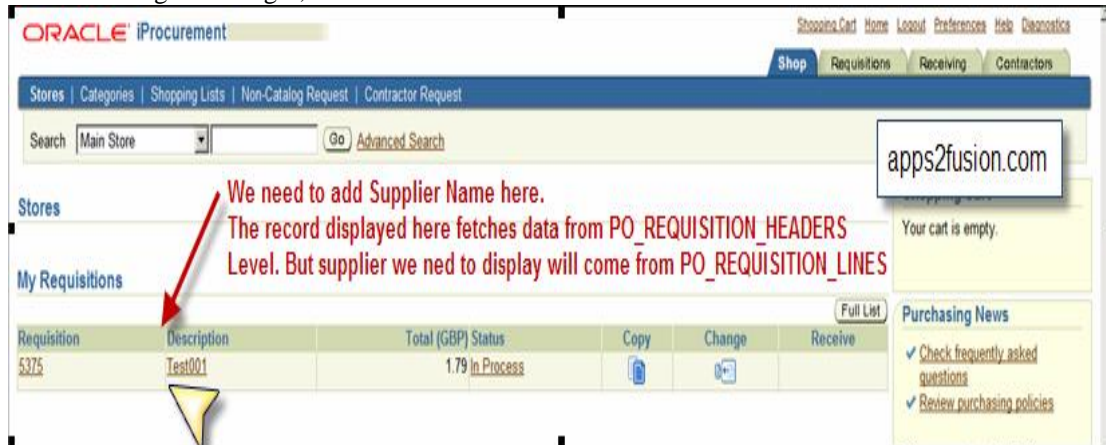 ORACLE iProcurement
Shopping Cart Home Logout Preferences Help Diagnostics
Shop Requisitions Receiving Contractors
Stores | Categories | Shopping Lists | Non-Catalog Request | Contractor Request
Search Main Store Go Advanced Search
apps2fusion.com
We need to add Supplier Name here.
Stores
The record displayed here fetches data from PO_REQUISITION_HEADERS
Your cart is empty.
Level. But supplier we ned to display will come from PO_REQUISITION_LINES
My Requisitions
Full List
Purchasing News
Requisition Description Total (GBP) Status Copy Change Receive
5375 Test001 1.79 In Process
Check frequently asked
questions
Review purchasing policies